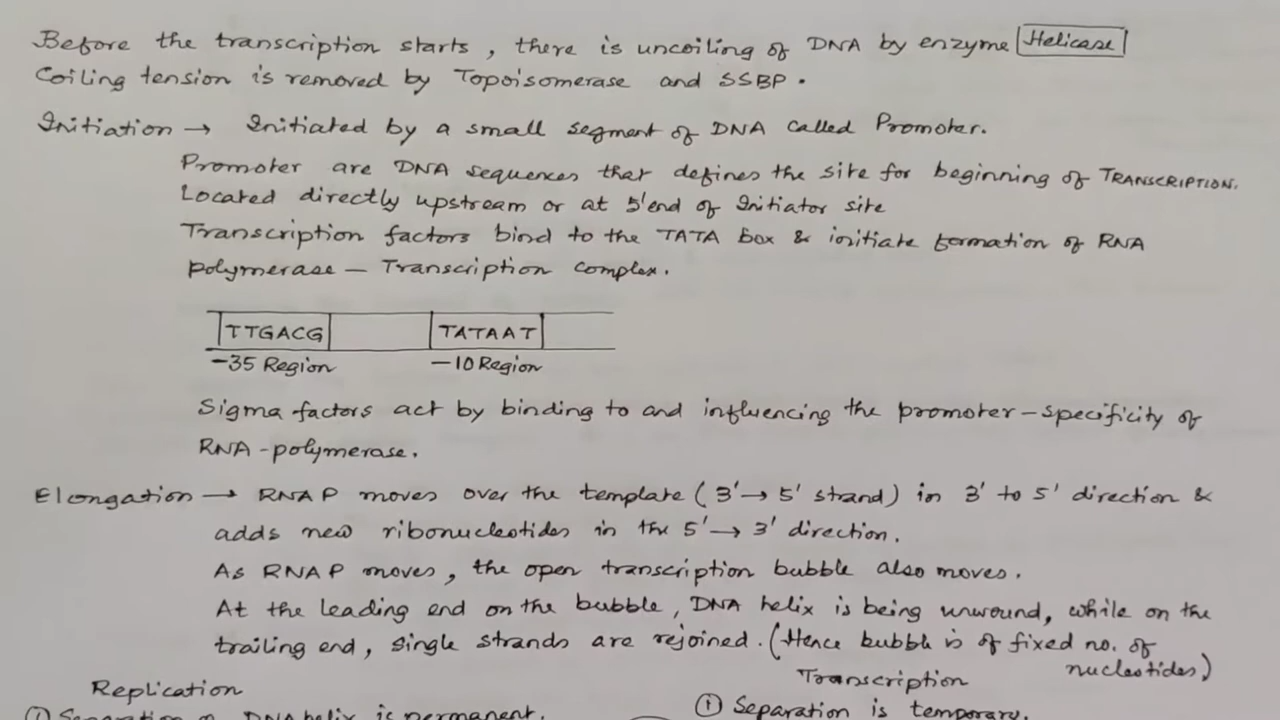 Before the transcription starts, there is uncoiling of DNA by enzyme Helicase
Coiling tension is removed by Topoisomerase and SSBP.
Initiation → Initiated by a small segment of DNA called Promoter.
Promoter are DNA sequences that defines the site for beginning of TRANSCRIPTION.
Located directly upstream or at 5' end of Initiator site
Transcription factors bind to the TATA box & initiate formation of RNA
polymerase - Transcription complex.
TTGACG TATAAT
-35 Region -10 Region
Sigma factors act by binding to and influencing the promoter-specificity of
RNA-polymerase.
Elongation → RNAP moves over the template (3' → 5' strand) in 3' to 5' direction &
adds new ribonucleotides in the 5' → 3' direction.
As RNAP moves, the open transcription bubble also moves.
At the leading end on the bubble, DNA helix is being unwound, while on the
trailing end, single strands are rejoined. (Hence bubble is of fixed no. of
nucleotides)
Replication Transcription
① Separation DNA helix is permanent. ① Separation is temporary.